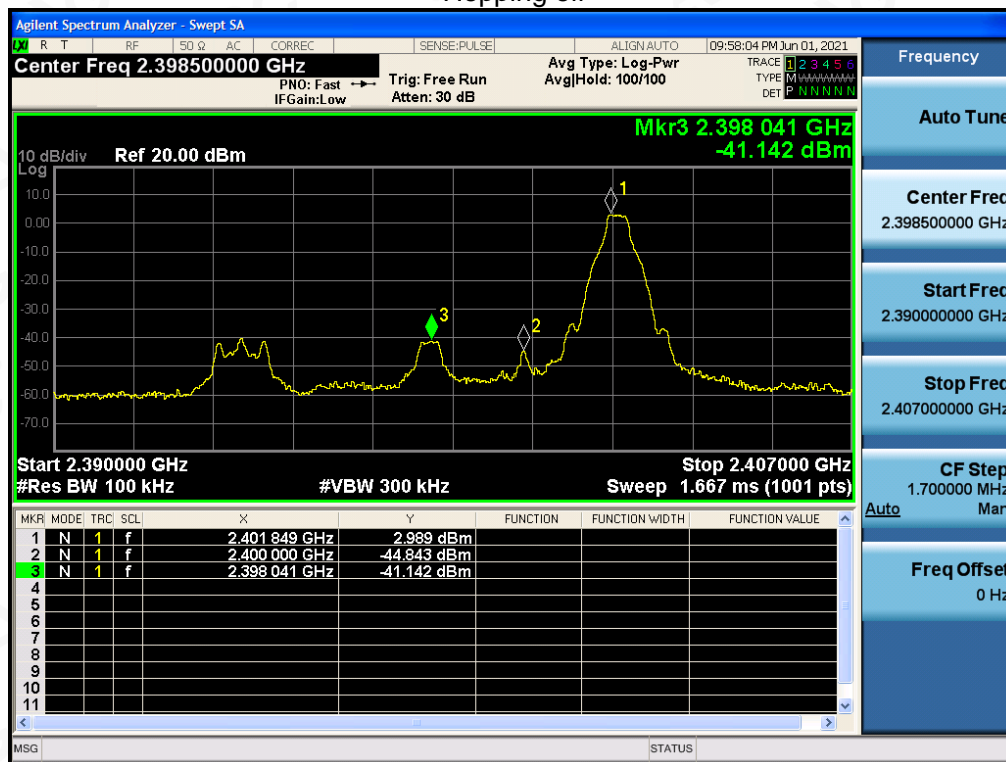 Agilent Spectrum Analyzer - Swept SA
LXI R T RF 50 Ω AC CORREC SENSE:PULSE ALIGN AUTO 09:58:04 PM Jun 01, 2021
Center Freq 2.398500000 GHz
PNO: Fast
IFGain:Low
Trig: Free Run
Atten: 30 dB
Avg Type: Log-Pwr
Avg|Hold: 100/100
TRACE 1 2 3 4 5 6
TYPE M
DET P N N N N N
Mkr3 2.398 041 GHz
-41.142 dBm
10 dB/div Ref 20.00 dBm
Log
10.0
0.00
-10.0
-20.0
-30.0
-40.0
-50.0
-60.0
-70.0
1
3
2
Start 2.390000 GHz Stop 2.407000 GHz
#Res BW 100 kHz #VBW 300 kHz Sweep 1.667 ms (1001 pts)
MKR MODE TRC SCL X Y FUNCTION FUNCTION WIDTH FUNCTION VALUE
1 N 1 f 2.401 849 GHz 2.989 dBm
2 N 1 f 2.400 000 GHz -44.843 dBm
3 N 1 f 2.398 041 GHz -41.142 dBm
4
5
6
7
8
9
10
11
MSG STATUS
Frequency
Auto Tune
Center Freq
2.398500000 GHz
Start Freq
2.390000000 GHz
Stop Freq
2.407000000 GHz
CF Step
1.700000 MHz
Auto Man
Freq Offset
0 Hz